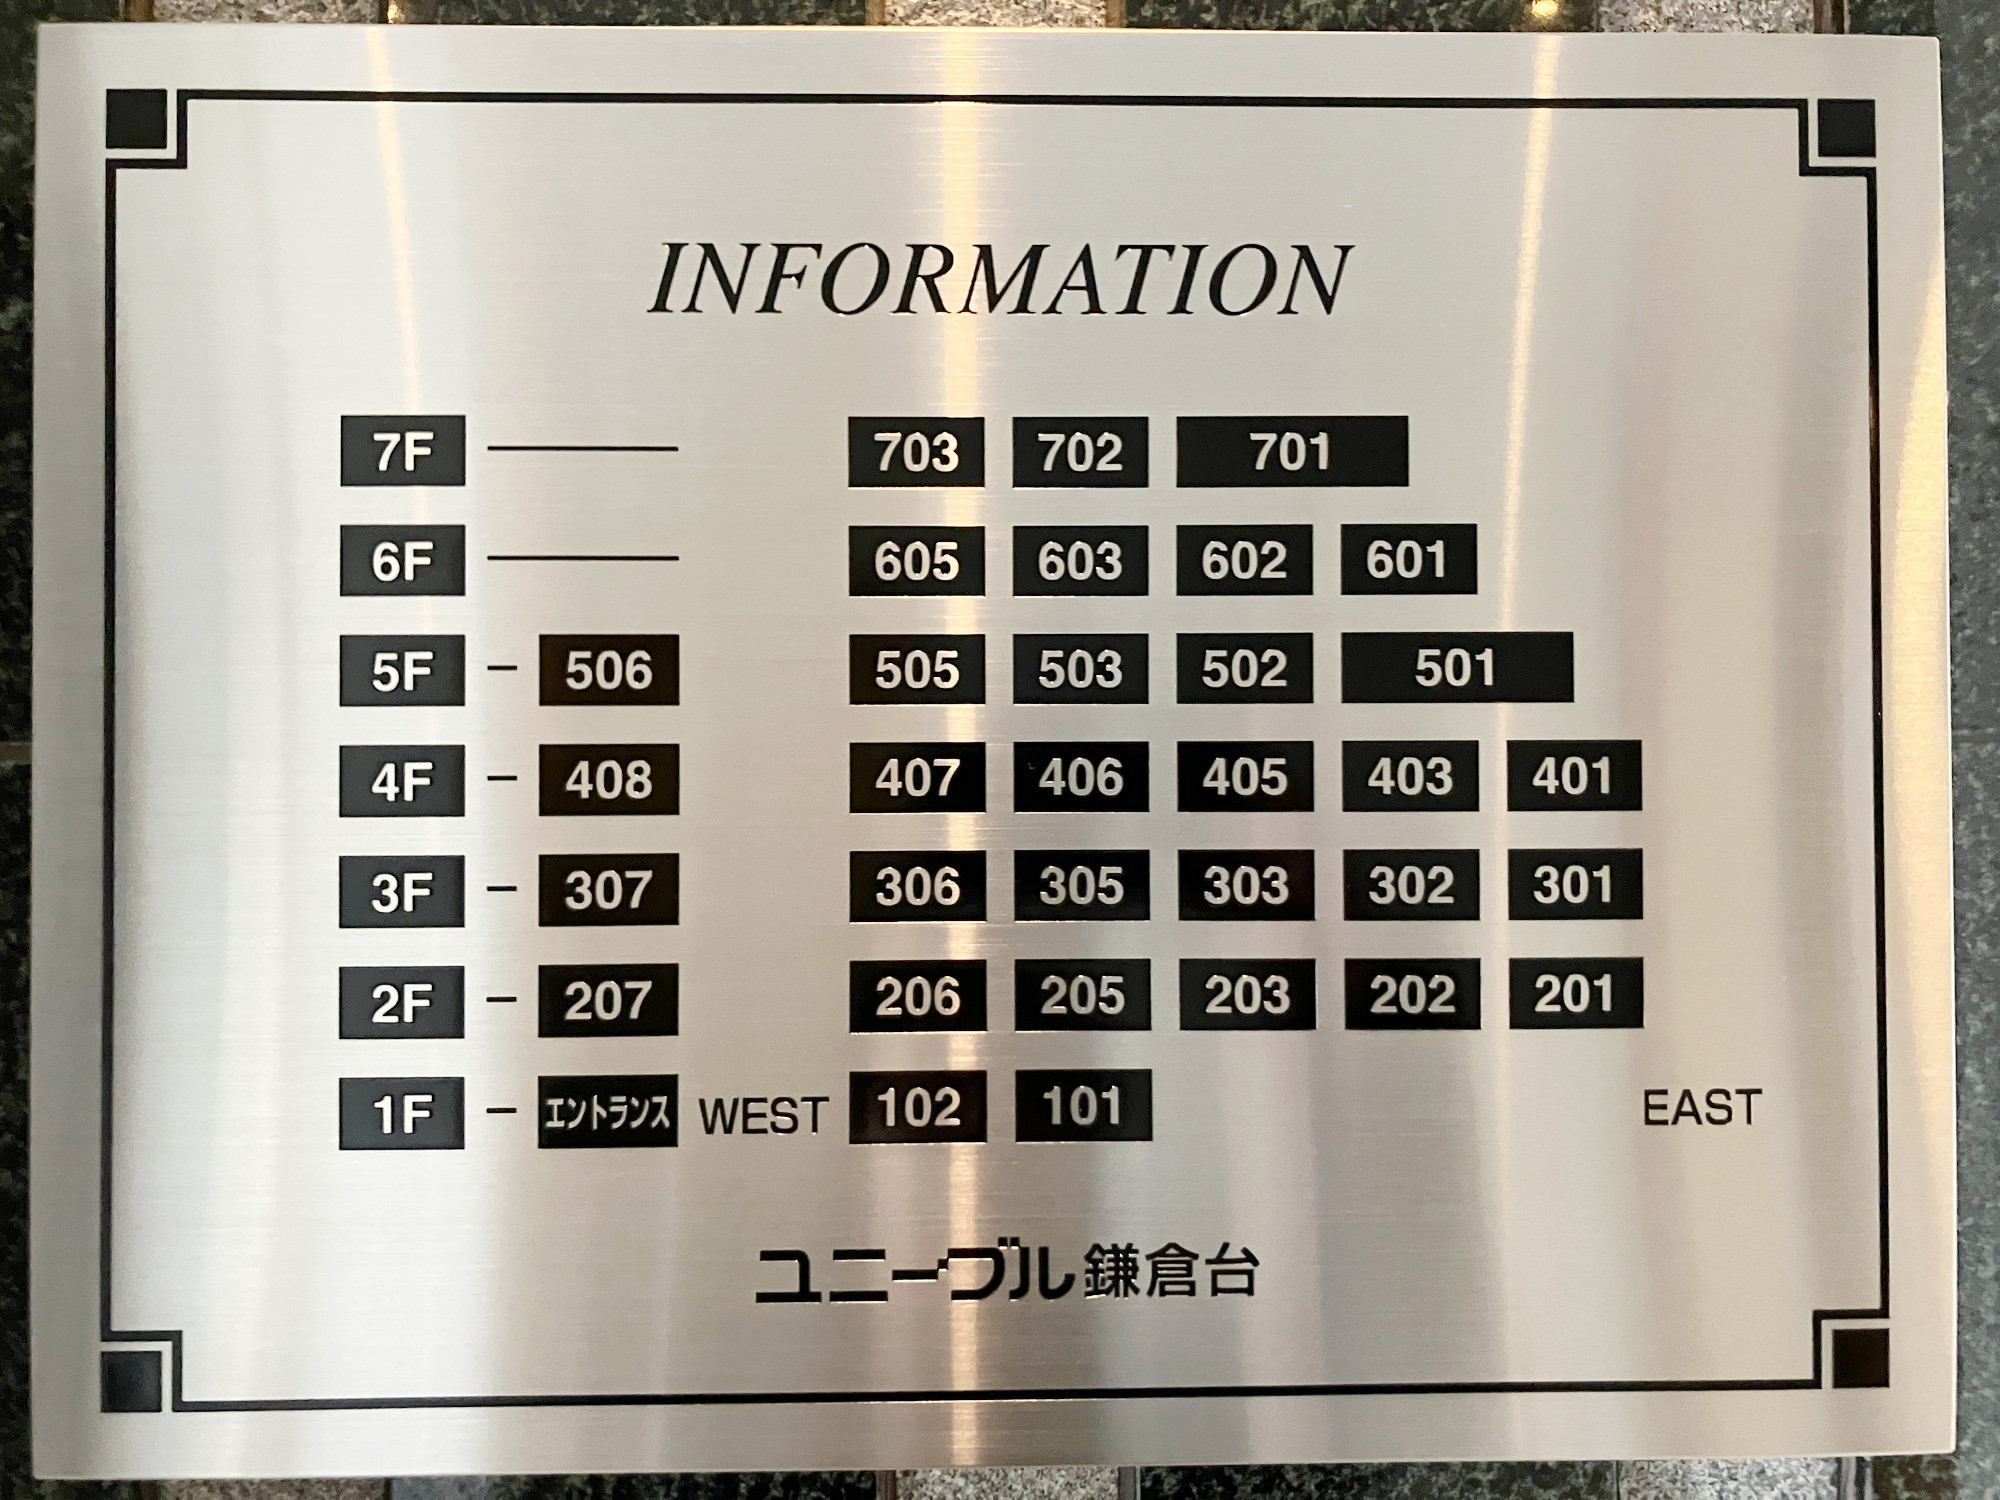 INFORMATION
7F 703 702 701
6F 605 603 602 601
5F - 506 505 503 502 501
4F - 408 407 406 405 403 401
3F - 307 306 305 303 302 301
2F - 207 206 205 203 202 201
1F - エントランス WEST 102 101 EAST
ユニーブル鎌倉台